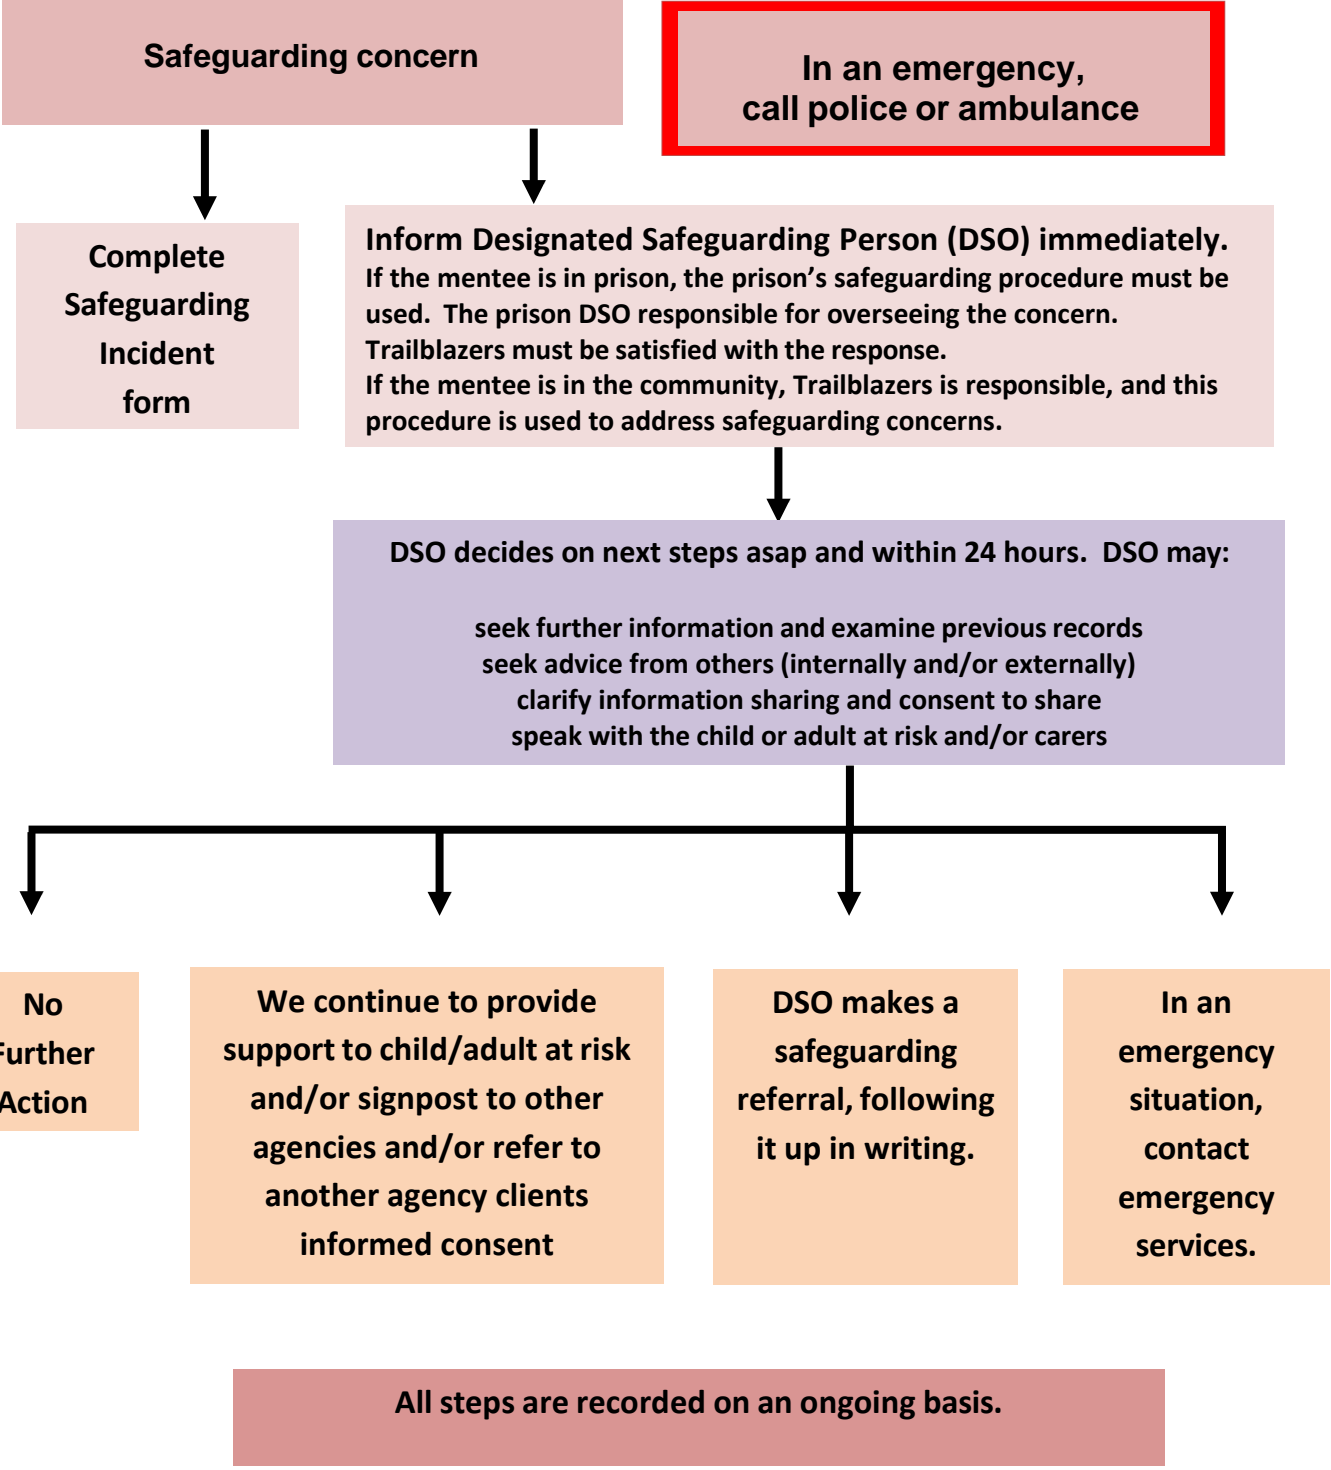 Safeguarding concern
In an emergency,
call police or ambulance
Complete
Safeguarding
Incident
form
Inform Designated Safeguarding Person (DSO) immediately.
If the mentee is in prison, the prison's safeguarding procedure must be
used.  The prison DSO responsible for overseeing the concern.
Trailblazers must be satisfied with the response.
If the mentee is in the community, Trailblazers is responsible, and this
procedure is used to address safeguarding concerns.
DSO decides on next steps asap and within 24 hours.  DSO may:
seek further information and examine previous records
seek advice from others (internally and/or externally)
clarify information sharing and consent to share
speak with the child or adult at risk and/or carers
No
Further
Action
We continue to provide
support to child/adult at risk
and/or signpost to other
agencies and/or refer to
another agency clients
informed consent
DSO makes a
safeguarding
referral, following
it up in writing.
In an
emergency
situation,
contact
emergency
services.
All steps are recorded on an ongoing basis.